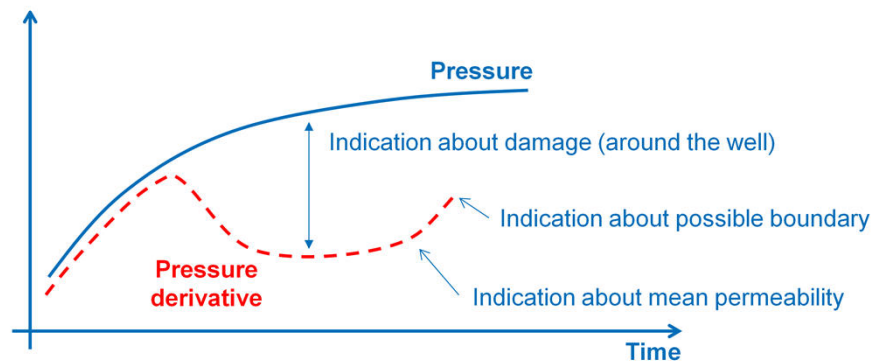 Pressure
Indication about damage (around the well)
Indication about possible boundary
Pressure
derivative
Indication about mean permeability
Time